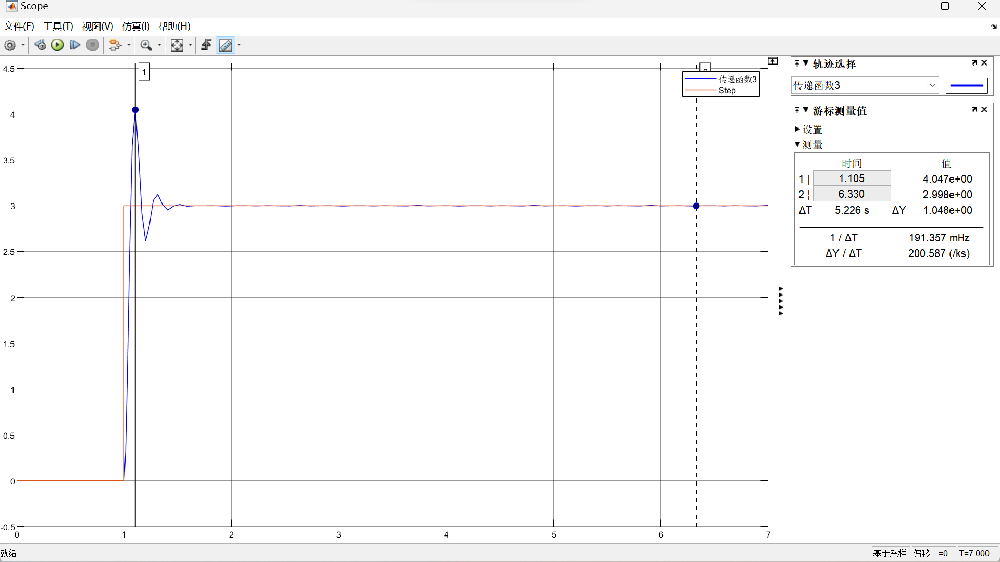 Scope
文件(F) 工具(T) 视图(V) 仿真(I) 帮助(H)
4.5
4
3.5
3
2.5
2
1.5
1
0.5
0
-0.5
0 1 2 3 4 5 6 7
1
传递函数3
Step
轨迹选择
传递函数3
游标测量值
设置
测量
时间 值
1 | 1.105 4.047e+00
2 ¦ 6.330 2.998e+00
ΔT 5.226 s ΔY 1.048e+00
1 / ΔT 191.357 mHz
ΔY / ΔT 200.587 (/ks)
就绪 基于采样 偏移量=0 T=7.000